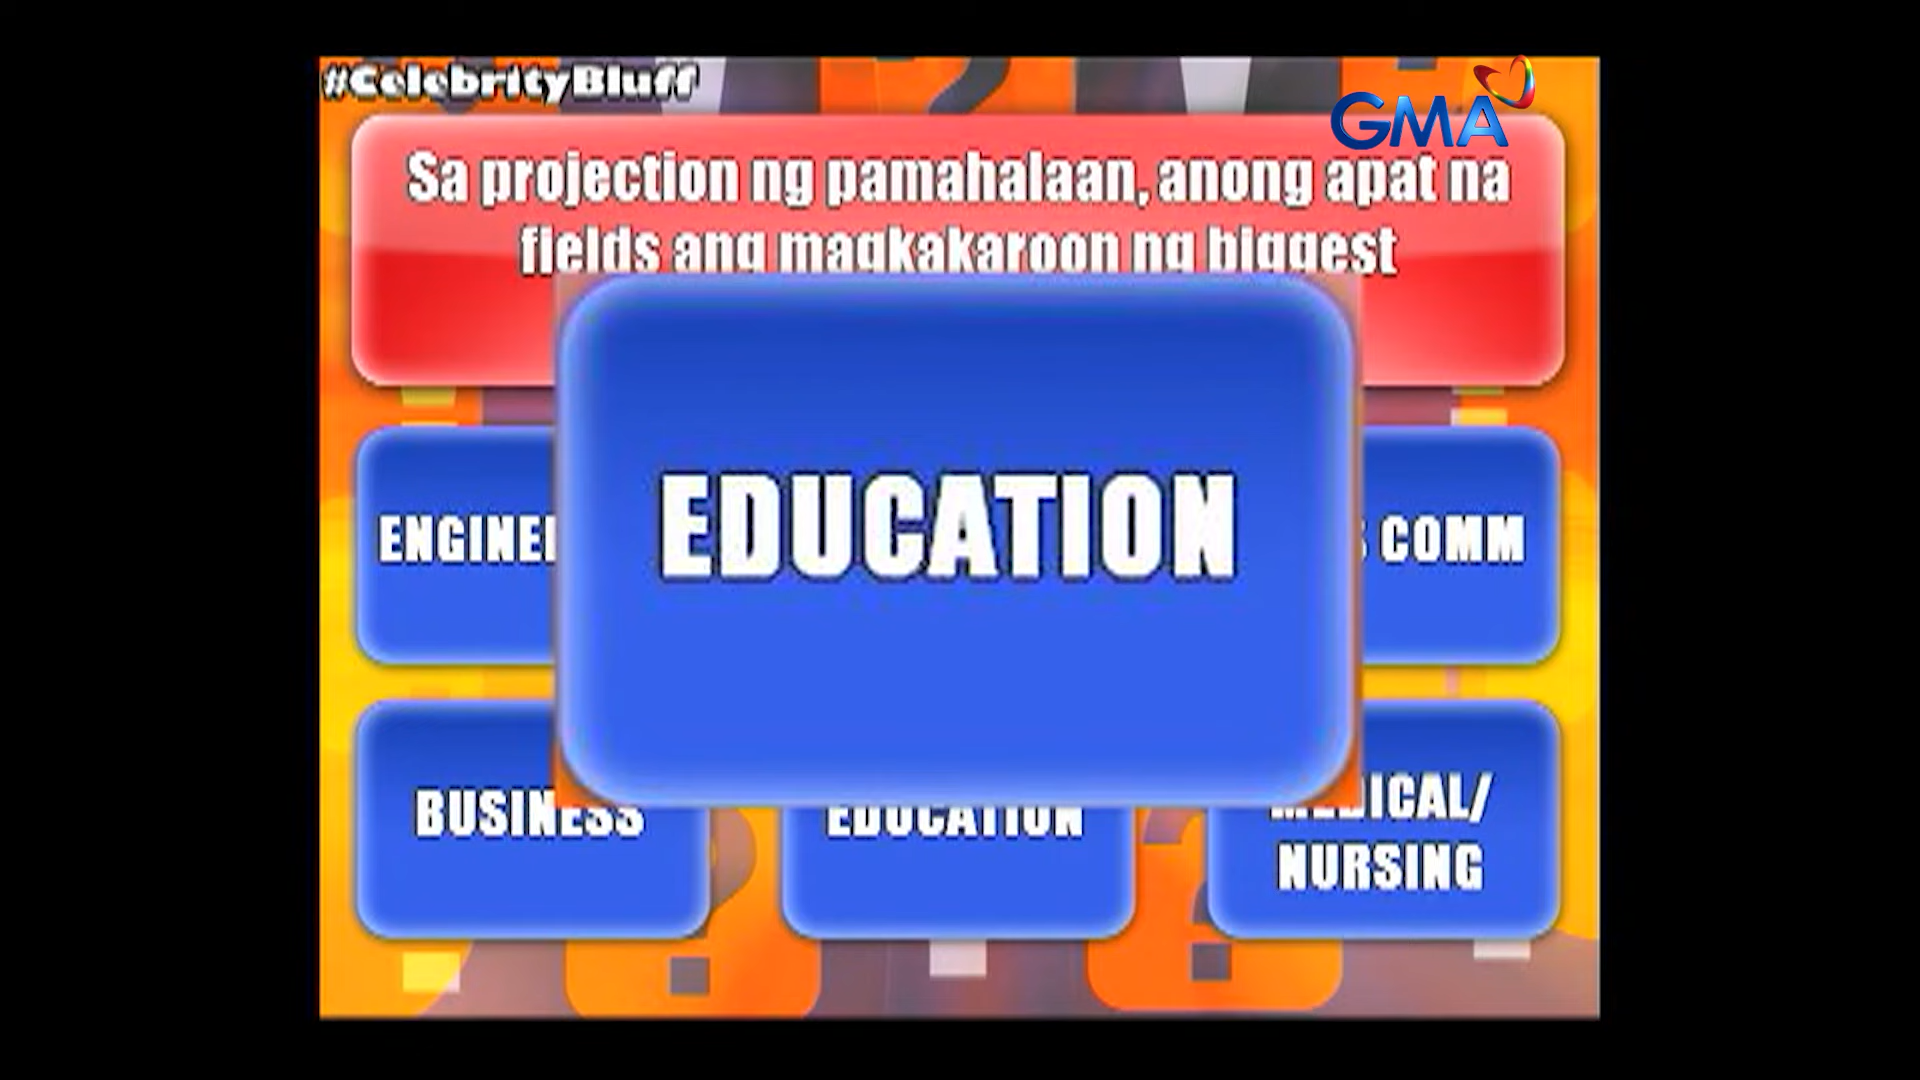 #CelebrityBluff
GMA
Sa projection ng pamahalaan, anong apat na
fields ang magkakaroon ng biggest
EDUCATION
COMM
BUSINESS
EDUCATION
MEDICAL/
NURSING